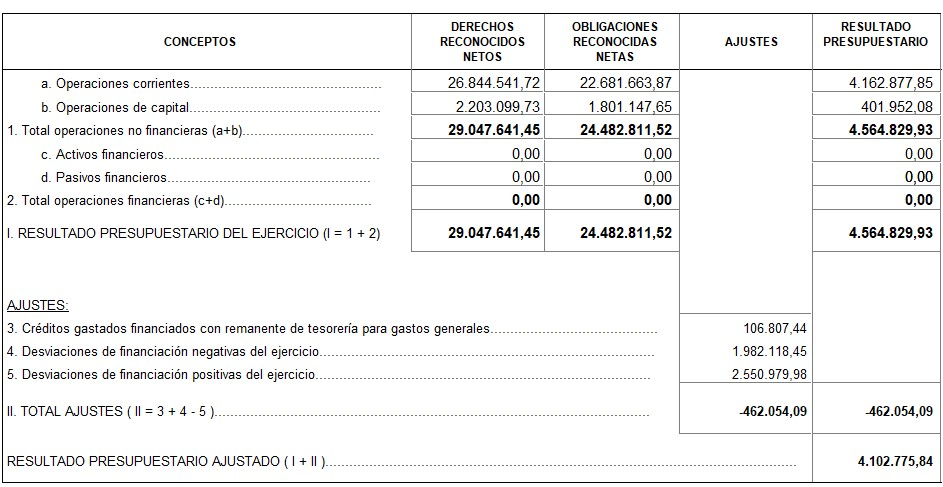 CONCEPTOS DERECHOS RECONOCIDOS NETOS OBLIGACIONES RECONOCIDAS NETAS AJUSTES RESULTADO PRESUPUESTARIO
a. Operaciones corrientes 26.844.541,72 22.681.663,87 4.162.877,85
b. Operaciones de capital 2.203.099,73 1.801.147,65 401.952,08
1. Total operaciones no financieras (a+b) 29.047.641,45 24.482.811,52 4.564.829,93
c. Activos financieros 0,00 0,00 0,00
d. Pasivos financieros 0,00 0,00 0,00
2. Total operaciones financieras (c+d) 0,00 0,00 0,00
I. RESULTADO PRESUPUESTARIO DEL EJERCICIO (I = 1 + 2) 29.047.641,45 24.482.811,52 4.564.829,93
AJUSTES:
3. Créditos gastados financiados con remanente de tesorería para gastos generales 106.807,44
4. Desviaciones de financiación negativas del ejercicio 1.982.118,45
5. Desviaciones de financiación positivas del ejercicio 2.550.979,98
II. TOTAL AJUSTES ( II = 3 + 4 - 5 ) -462.054,09 -462.054,09
RESULTADO PRESUPUESTARIO AJUSTADO ( I + II ) 4.102.775,84